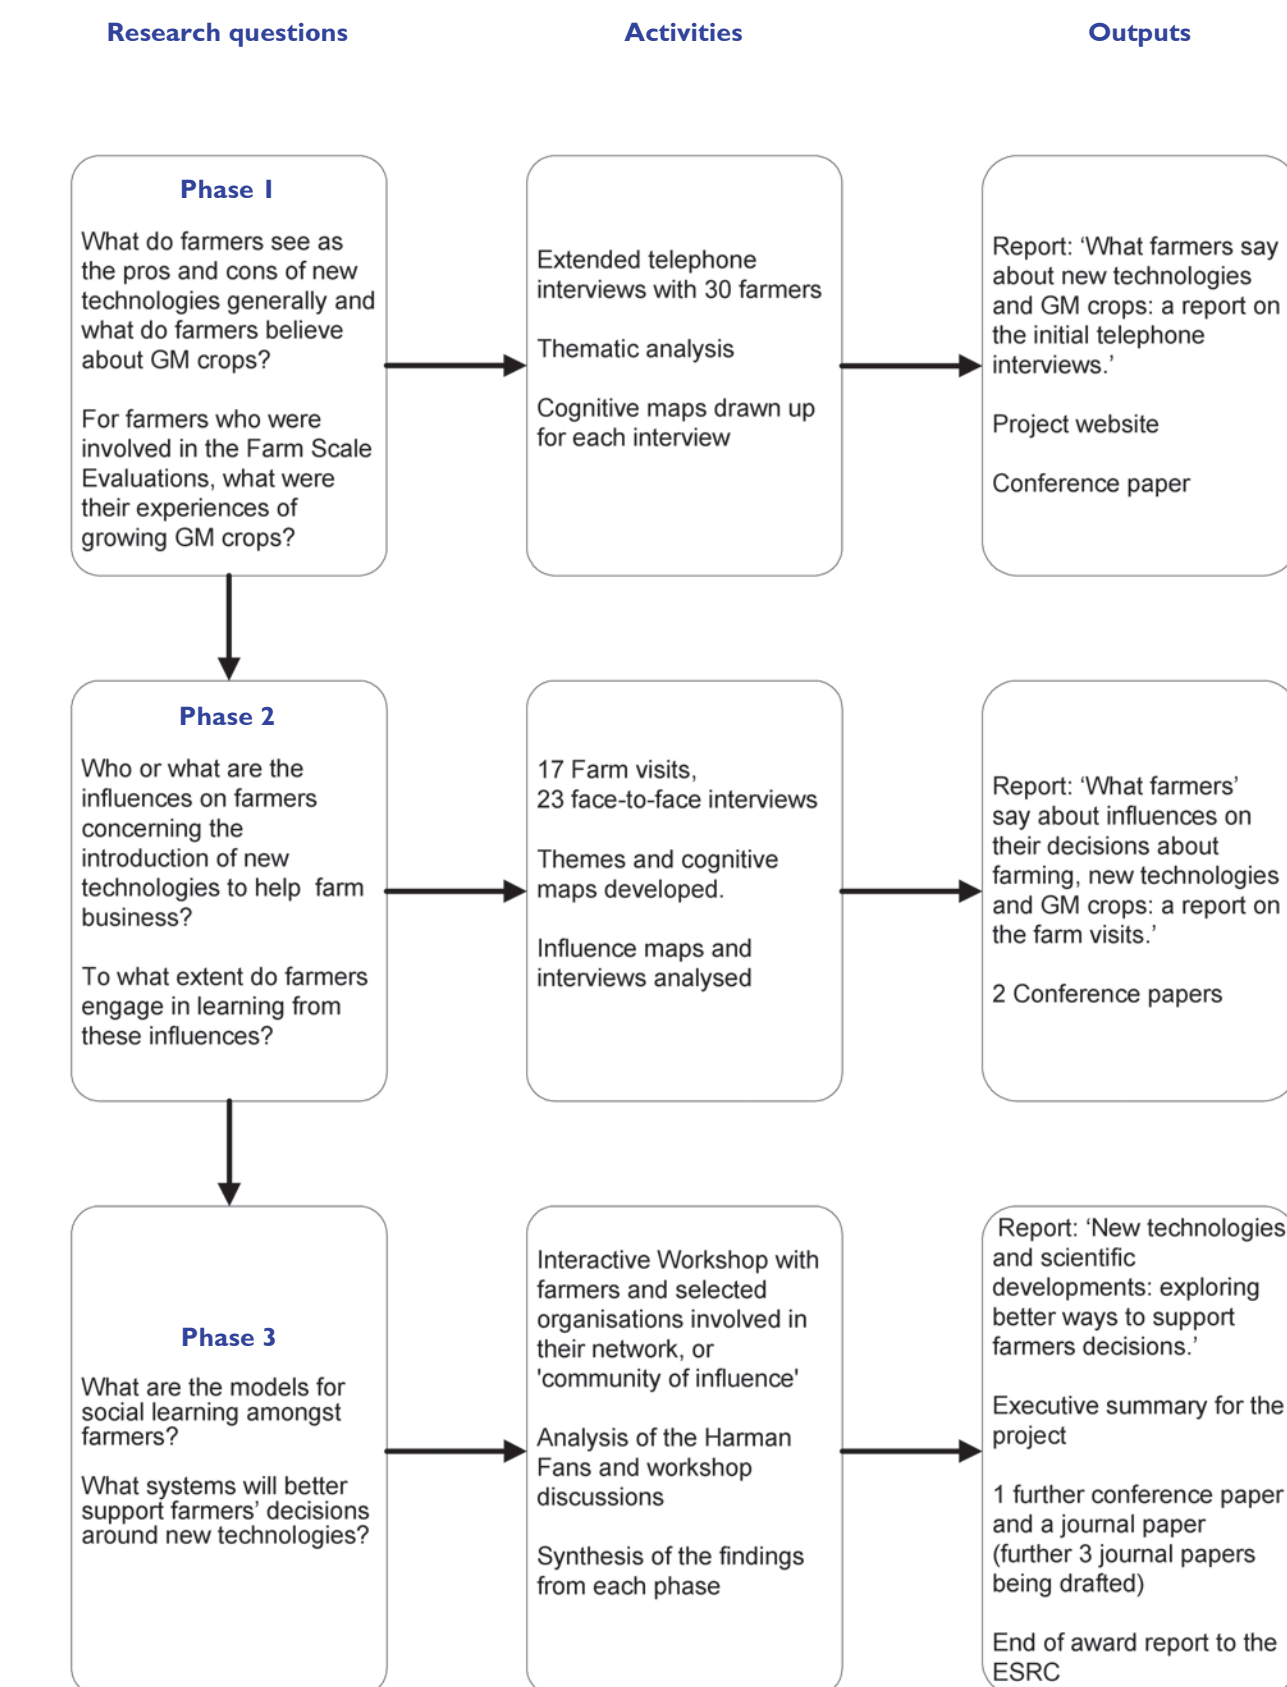 Research questions
Activities
Outputs
Phase 1
What do farmers see as
the pros and cons of new
technologies generally and
what do farmers believe
about GM crops?
For farmers who were
involved in the Farm Scale
Evaluations, what were
their experiences of
growing GM crops?
Extended telephone
interviews with 30 farmers
Thematic analysis
Cognitive maps drawn up
for each interview
Report: ‘What farmers say
about new technologies
and GM crops: a report on
the initial telephone
interviews.’
Project website
Conference paper
Phase 2
Who or what are the
influences on farmers
concerning the
introduction of new
technologies to help  farm
business?
To what extent do farmers
engage in learning from
these influences?
17 Farm visits,
23 face-to-face interviews
Themes and cognitive
maps developed.
Influence maps and
interviews analysed
Report: ‘What farmers’
say about influences on
their decisions about
farming, new technologies
and GM crops: a report on
the farm visits.’
2 Conference papers
Phase 3
What are the models for
social learning amongst
farmers?
What systems will better
support farmers’ decisions
around new technologies?
Interactive Workshop with
farmers and selected
organisations involved in
their network, or
'community of influence'
Analysis of the Harman
Fans and workshop
discussions
Synthesis of the findings
from each phase
Report: ‘New technologies
and scientific
developments: exploring
better ways to support
farmers decisions.’
Executive summary for the
project
1 further conference paper
and a journal paper
(further 3 journal papers
being drafted)
End of award report to the
ESRC